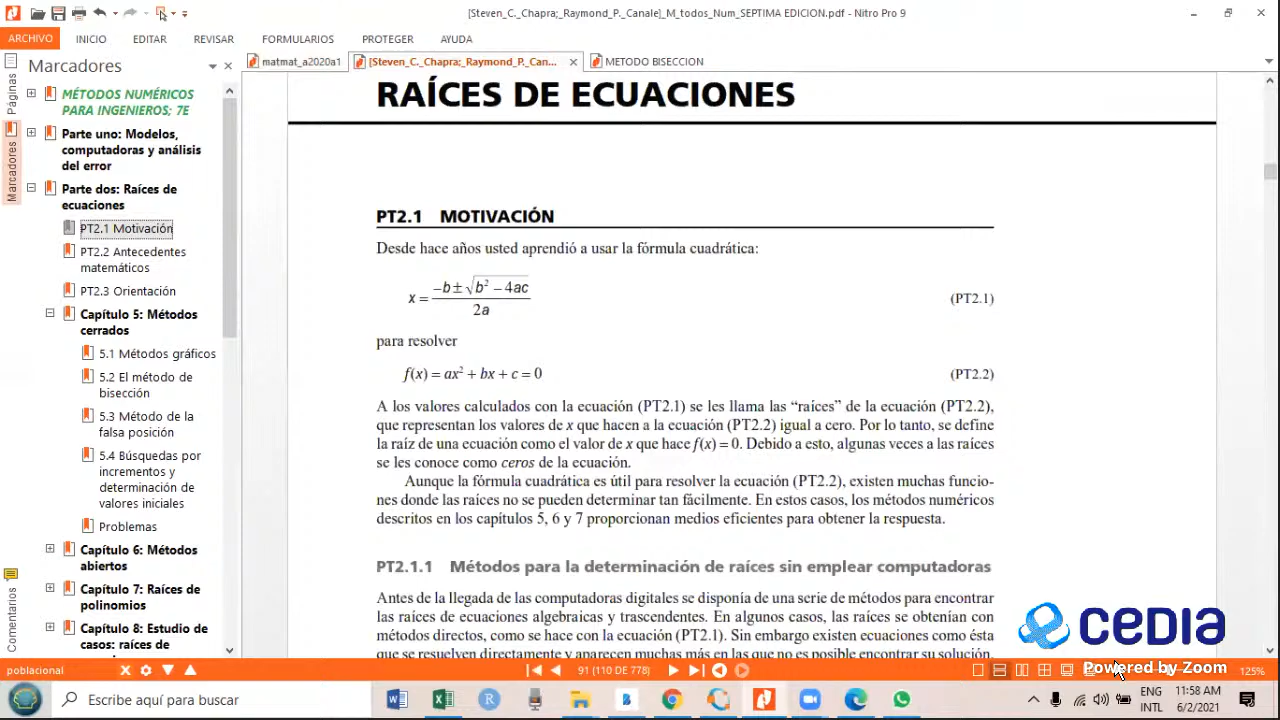 [Steven_C._Chapra;_Raymond_P._Canale]_M_todos_Num_SEPTIMA EDICION.pdf - Nitro Pro 9
ARCHIVO INICIO EDITAR REVISAR FORMULARIOS PROTEGER AYUDA
Marcadores
matmat_a2020a1
[Steven_C._Chapra;_Raymond_P._Can...
METODO BISECCION
Páginas
Marcadores
Comentarios
MÉTODOS NUMÉRICOS
PARA INGENIEROS; 7E
Parte uno: Modelos,
computadoras y análisis
del error
Parte dos: Raíces de
ecuaciones
PT2.1 Motivación
PT2.2 Antecedentes
matemáticos
PT2.3 Orientación
Capítulo 5: Métodos
cerrados
5.1 Métodos gráficos
5.2 El método de
bisección
5.3 Método de la
falsa posición
5.4 Búsquedas por
incrementos y
determinación de
valores iniciales
Problemas
Capítulo 6: Métodos
abiertos
Capítulo 7: Raíces de
polinomios
Capítulo 8: Estudio de
casos: raíces de
RAÍCES DE ECUACIONES
PT2.1 MOTIVACIÓN
Desde hace años usted aprendió a usar la fórmula cuadrática:
x = (−b ± √(b² − 4ac)) / 2a (PT2.1)
para resolver
f(x) = ax² + bx + c = 0 (PT2.2)
A los valores calculados con la ecuación (PT2.1) se les llama las “raíces” de la ecuación (PT2.2),
que representan los valores de x que hacen a la ecuación (PT2.2) igual a cero. Por lo tanto, se define
la raíz de una ecuación como el valor de x que hace f(x) = 0. Debido a esto, algunas veces a las raíces
se les conoce como ceros de la ecuación.
Aunque la fórmula cuadrática es útil para resolver la ecuación (PT2.2), existen muchas funcio-
nes donde las raíces no se pueden determinar tan fácilmente. En estos casos, los métodos numéricos
descritos en los capítulos 5, 6 y 7 proporcionan medios eficientes para obtener la respuesta.
PT2.1.1 Métodos para la determinación de raíces sin emplear computadoras
Antes de la llegada de las computadoras digitales se disponía de una serie de métodos para encontrar
las raíces de ecuaciones algebraicas y trascendentes. En algunos casos, las raíces se obtenían con
métodos directos, como se hace con la ecuación (PT2.1). Sin embargo existen ecuaciones como ésta
que se resuelven directamente y aparecen muchas más en las que no es posible encontrar su solución.
cedia
Powered by Zoom
poblacional
91 (110 DE 778)
125%
Escribe aquí para buscar
ENG
INTL
11:58 AM
6/2/2021